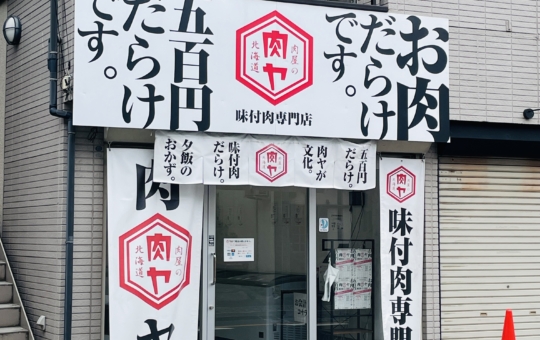 お肉
だらけ
です。
肉屋の
肉ヤ
北海道
味付肉専門店
五百円
だらけ
です。
五百円
だらけ。
肉ヤが
文化。
肉ヤ
味付肉
だらけ。
夕飯の
おかず。
肉
肉屋の
肉ヤ
北海道
ヤ
肉ヤ
味付肉専門